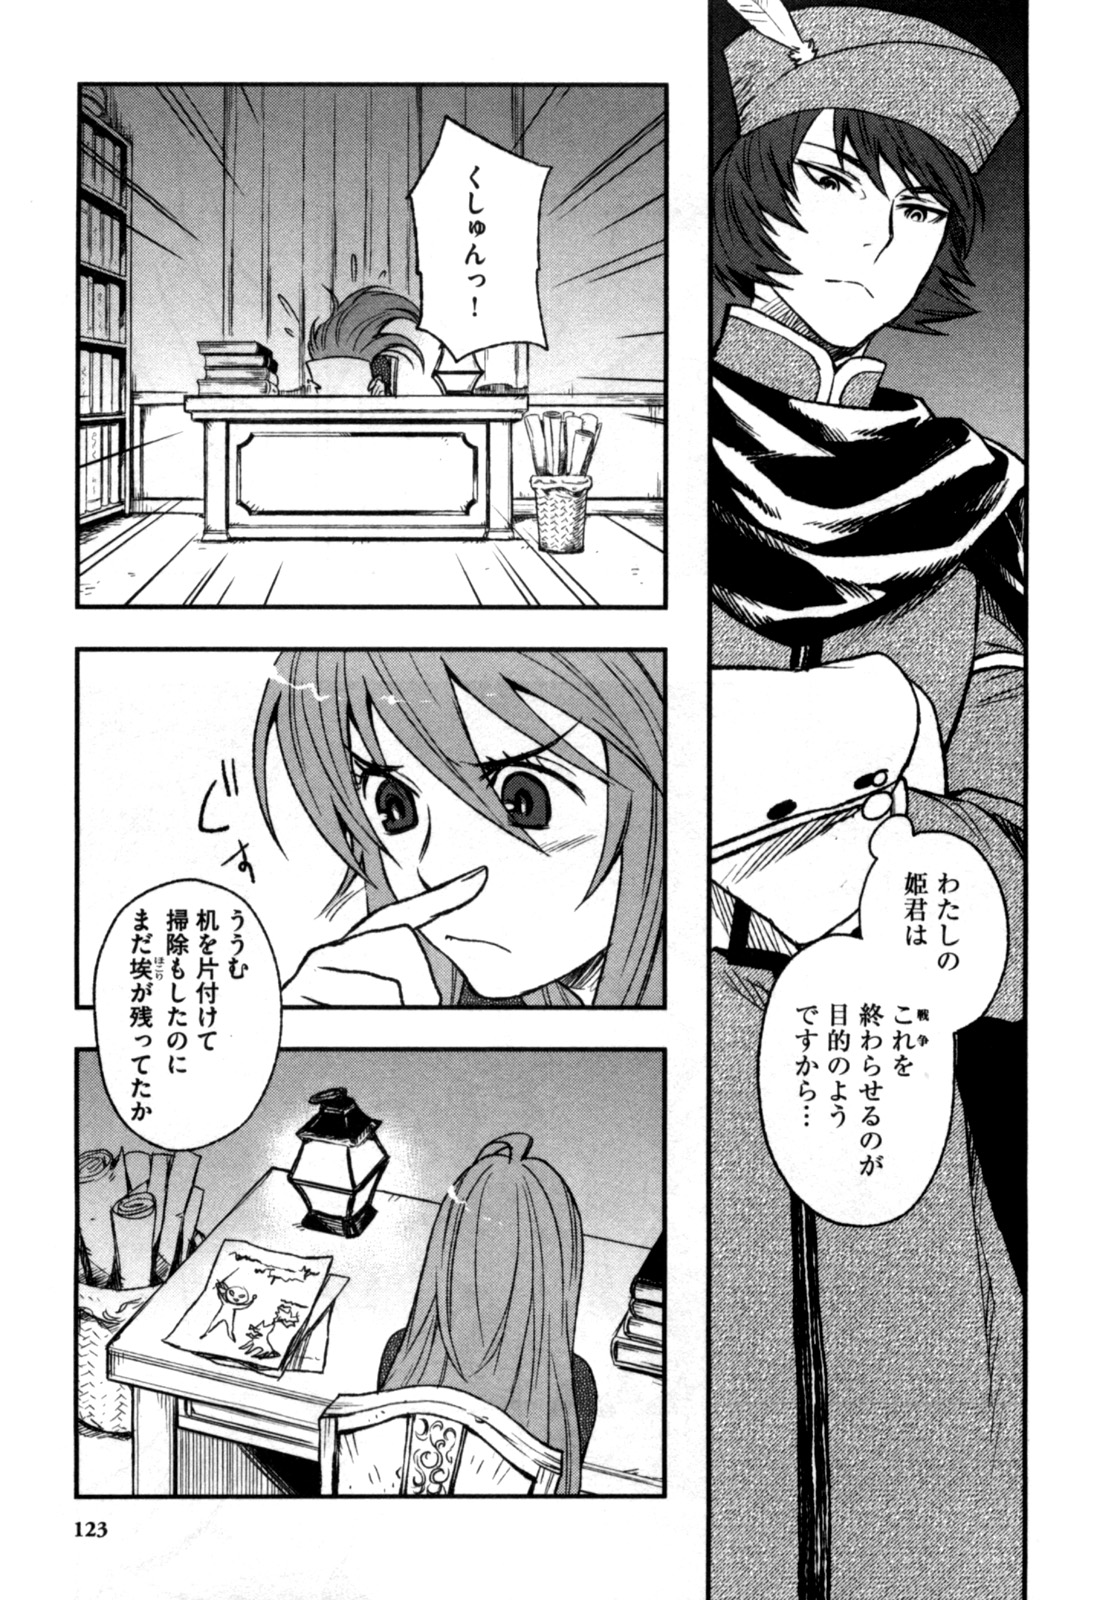 わたしの
姫君は
これを
戦争
終わらせるのが
目的のよう
ですから…
くしゅんっ！
ぐす
ううむ
机を片付けて
掃除もしたのに
まだ埃が残ってたか
ほこり
123